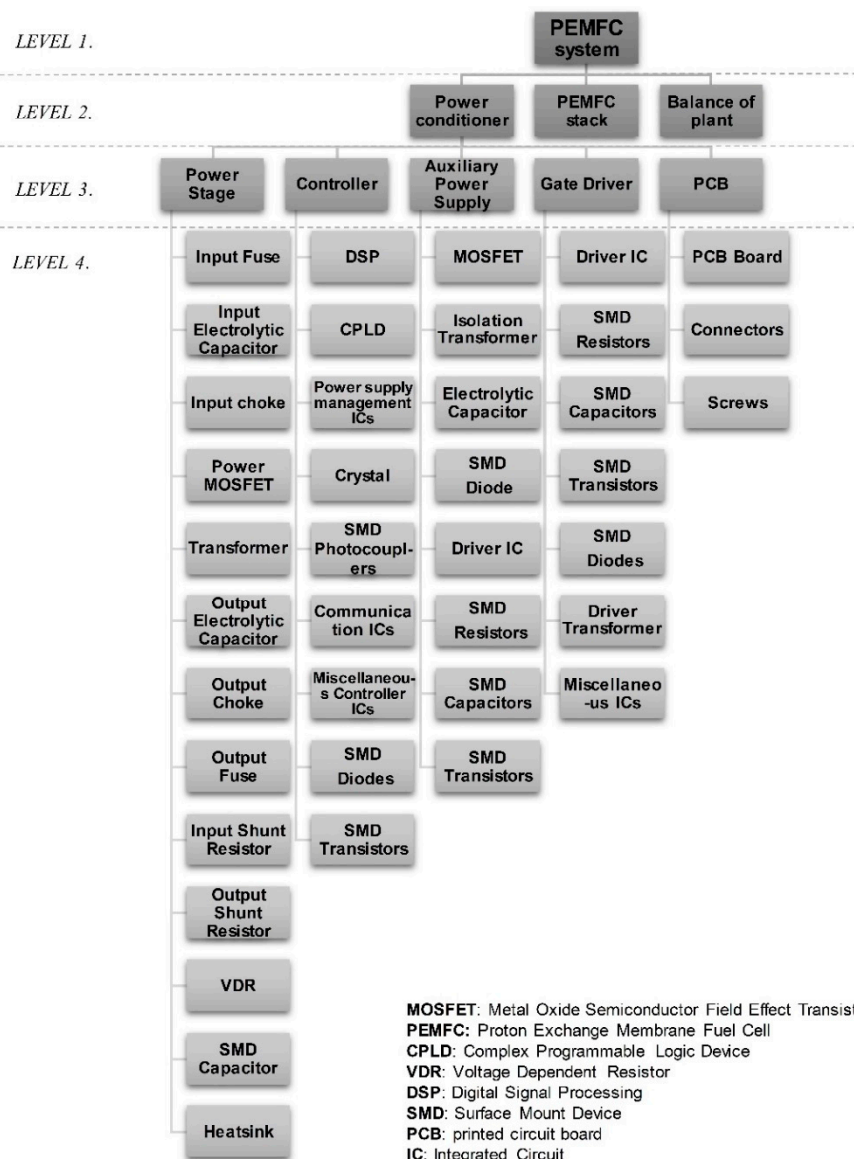 LEVEL 1.
PEMFC
system
LEVEL 2.
Power
conditioner
PEMFC
stack
Balance of
plant
LEVEL 3.
Power
Stage
Controller
Auxiliary
Power
Supply
Gate Driver
PCB
LEVEL 4.
Input Fuse
Input
Electrolytic
Capacitor
Input choke
Power
MOSFET
Transformer
Output
Electrolytic
Capacitor
Output
Choke
Output
Fuse
Input Shunt
Resistor
Output
Shunt
Resistor
VDR
SMD
Capacitor
Heatsink
DSP
CPLD
Power supply
management
ICs
Crystal
SMD
Photocoupl-
ers
Communica
tion ICs
Miscellaneou-
s Controller
ICs
SMD
Diodes
SMD
Transistors
MOSFET
Isolation
Transformer
Electrolytic
Capacitor
SMD
Diode
Driver IC
SMD
Resistors
SMD
Capacitors
SMD
Transistors
Driver IC
SMD
Resistors
SMD
Capacitors
SMD
Transistors
SMD
Diodes
Driver
Transformer
Miscellaneo
-us ICs
PCB Board
Connectors
Screws
MOSFET: Metal Oxide Semiconductor Field Effect Transist
PEMFC: Proton Exchange Membrane Fuel Cell
CPLD: Complex Programmable Logic Device
VDR: Voltage Dependent Resistor
DSP: Digital Signal Processing
SMD: Surface Mount Device
PCB: printed circuit board
IC: Integrated Circuit